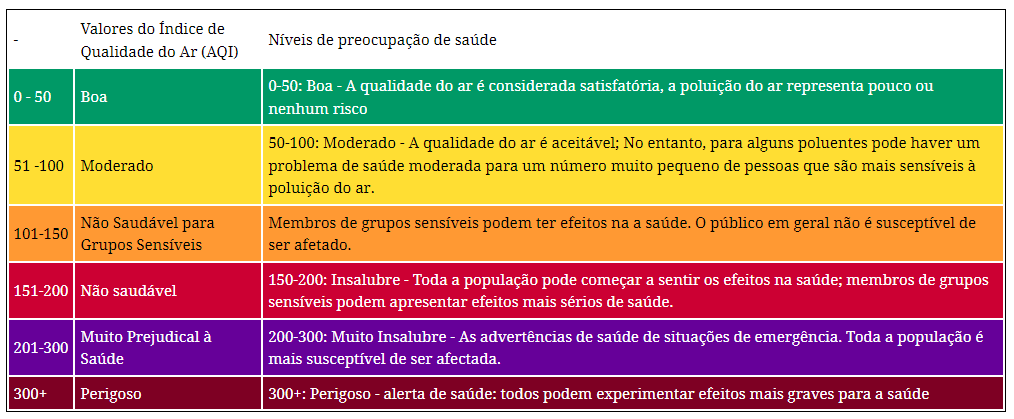 -
Valores do Índice de
Qualidade do Ar (AQI)
Níveis de preocupação de saúde
0 - 50
Boa
0-50: Boa - A qualidade do ar é considerada satisfatória, a poluição do ar representa pouco ou
nenhum risco
51 -100
Moderado
50-100: Moderado - A qualidade do ar é aceitável; No entanto, para alguns poluentes pode haver um
problema de saúde moderada para um número muito pequeno de pessoas que são mais sensíveis à
poluição do ar.
101-150
Não Saudável para
Grupos Sensíveis
Membros de grupos sensíveis podem ter efeitos na a saúde. O público em geral não é susceptível de
ser afetado.
151-200
Não saudável
150-200: Insalubre - Toda a população pode começar a sentir os efeitos na saúde; membros de grupos
sensíveis podem apresentar efeitos mais sérios de saúde.
201-300
Muito Prejudical à
Saúde
200-300: Muito Insalubre - As advertências de saúde de situações de emergência. Toda a população é
mais susceptível de ser afectada.
300+
Perigoso
300+: Perigoso - alerta de saúde: todos podem experimentar efeitos mais graves para a saúde